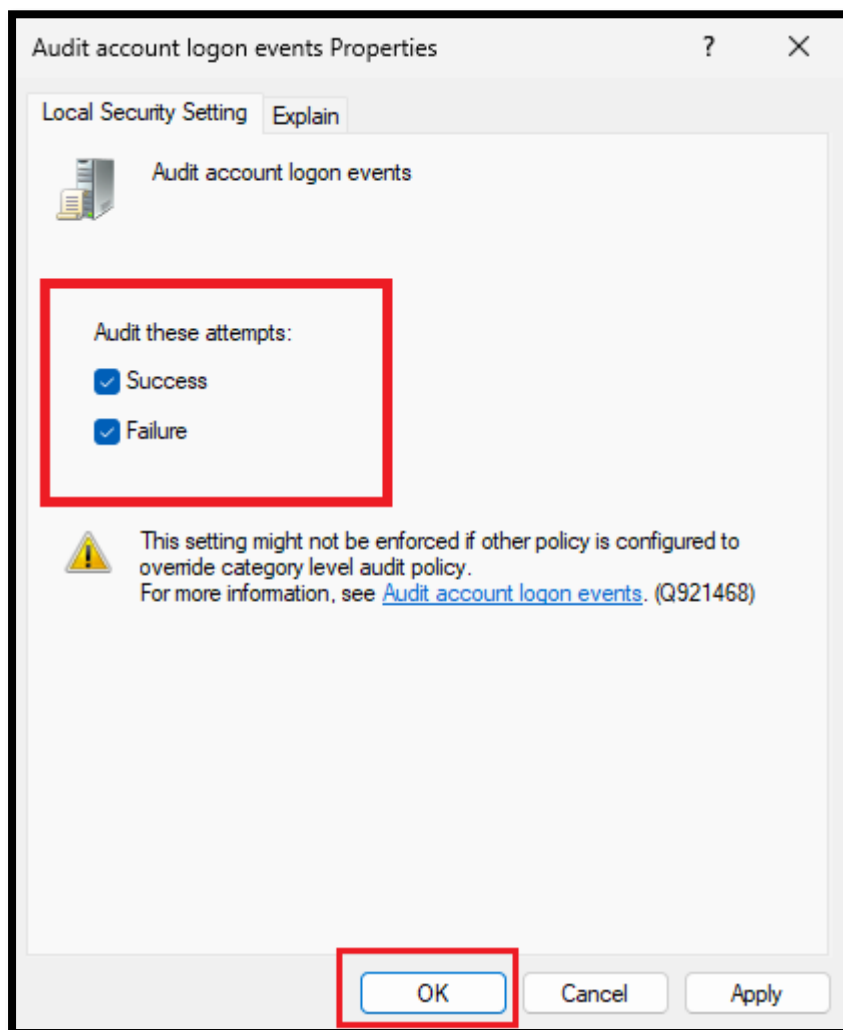 Audit account logon events Properties
?
Local Security Setting
Explain
Audit account logon events
Audit these attempts:
Success
Failure
This setting might not be enforced if other policy is configured to
override category level audit policy.
For more information, see Audit account logon events. (Q921468)
OK
Cancel
Apply